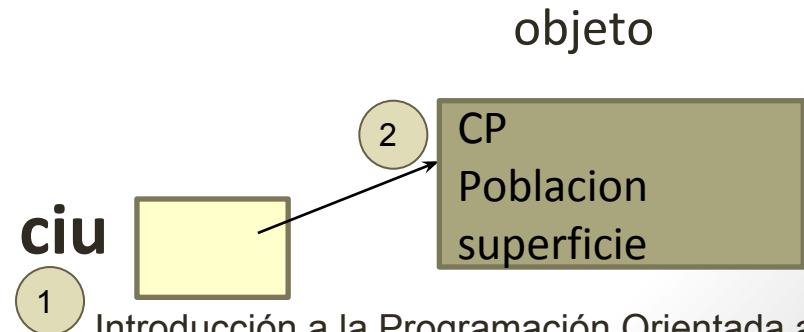 objeto
2
CP
Poblacion
superficie
ciu
1
Introducción a la Programación Orientada a